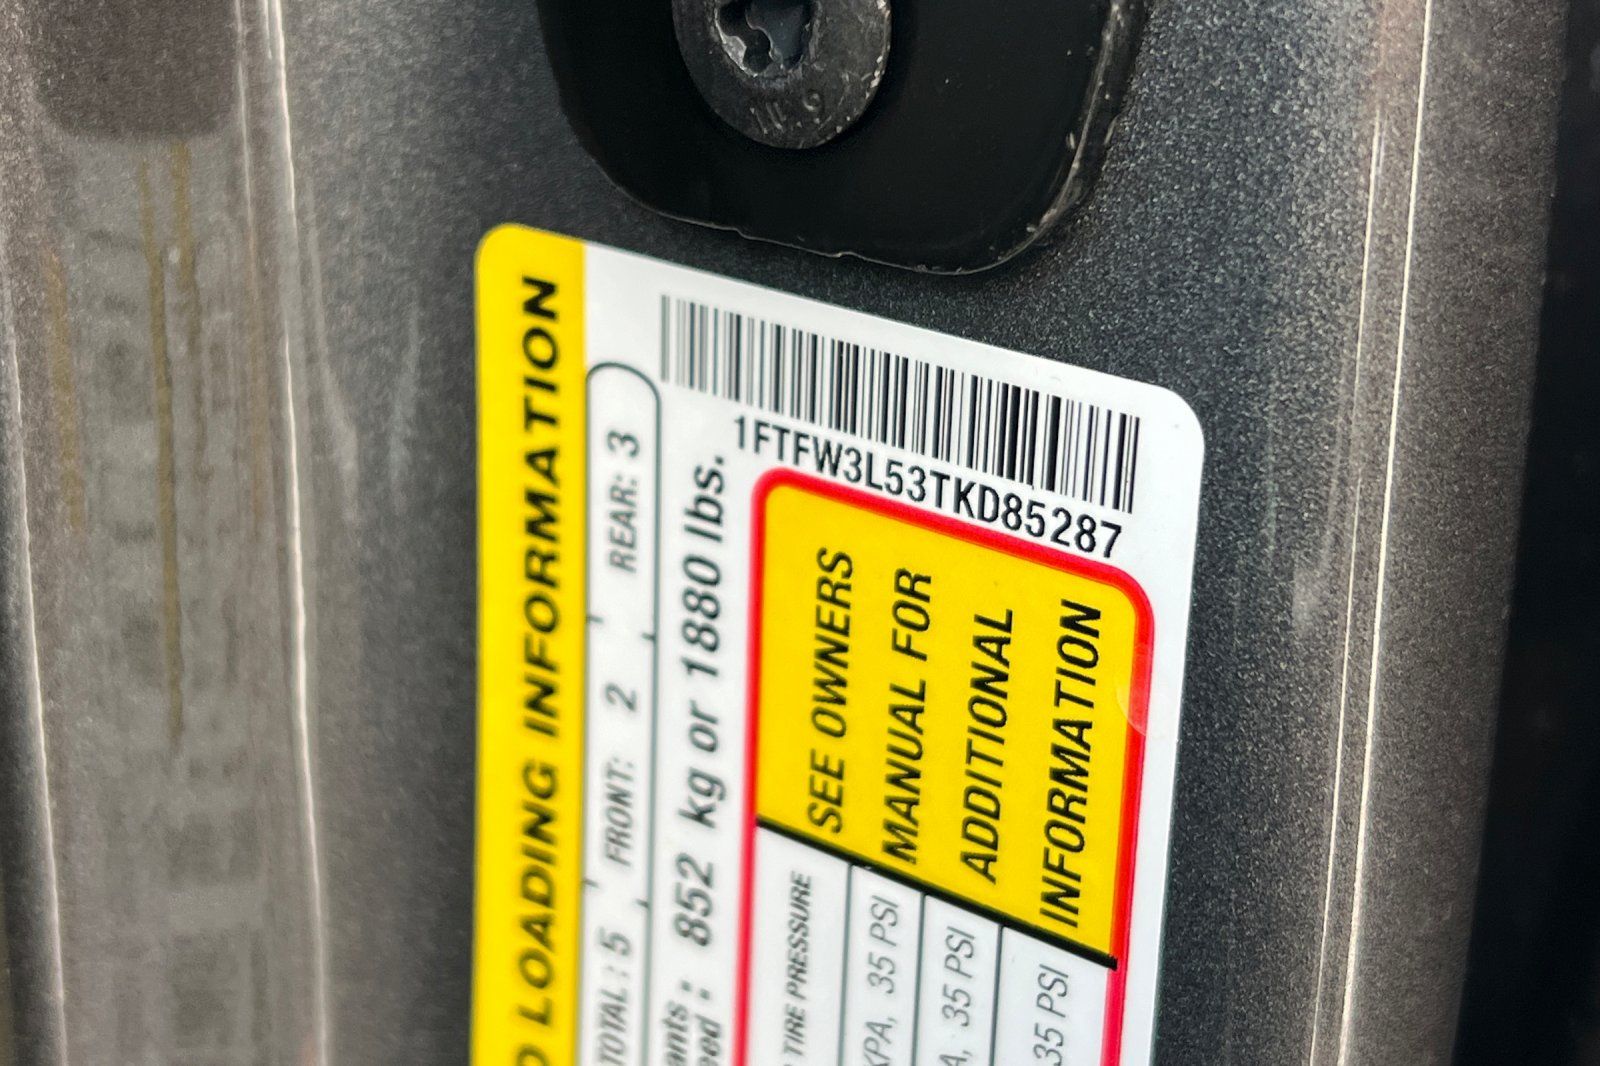 LOADING INFORMATION
TOTAL : 5 FRONT: 2 REAR: 3
852 kg or 1880 lbs.
1FTFW3L53TKD85287
SEE OWNERS
MANUAL FOR
ADDITIONAL
INFORMATION
TIRE PRESSURE
KPA, 35 PSI
35 PSI
35 PSI